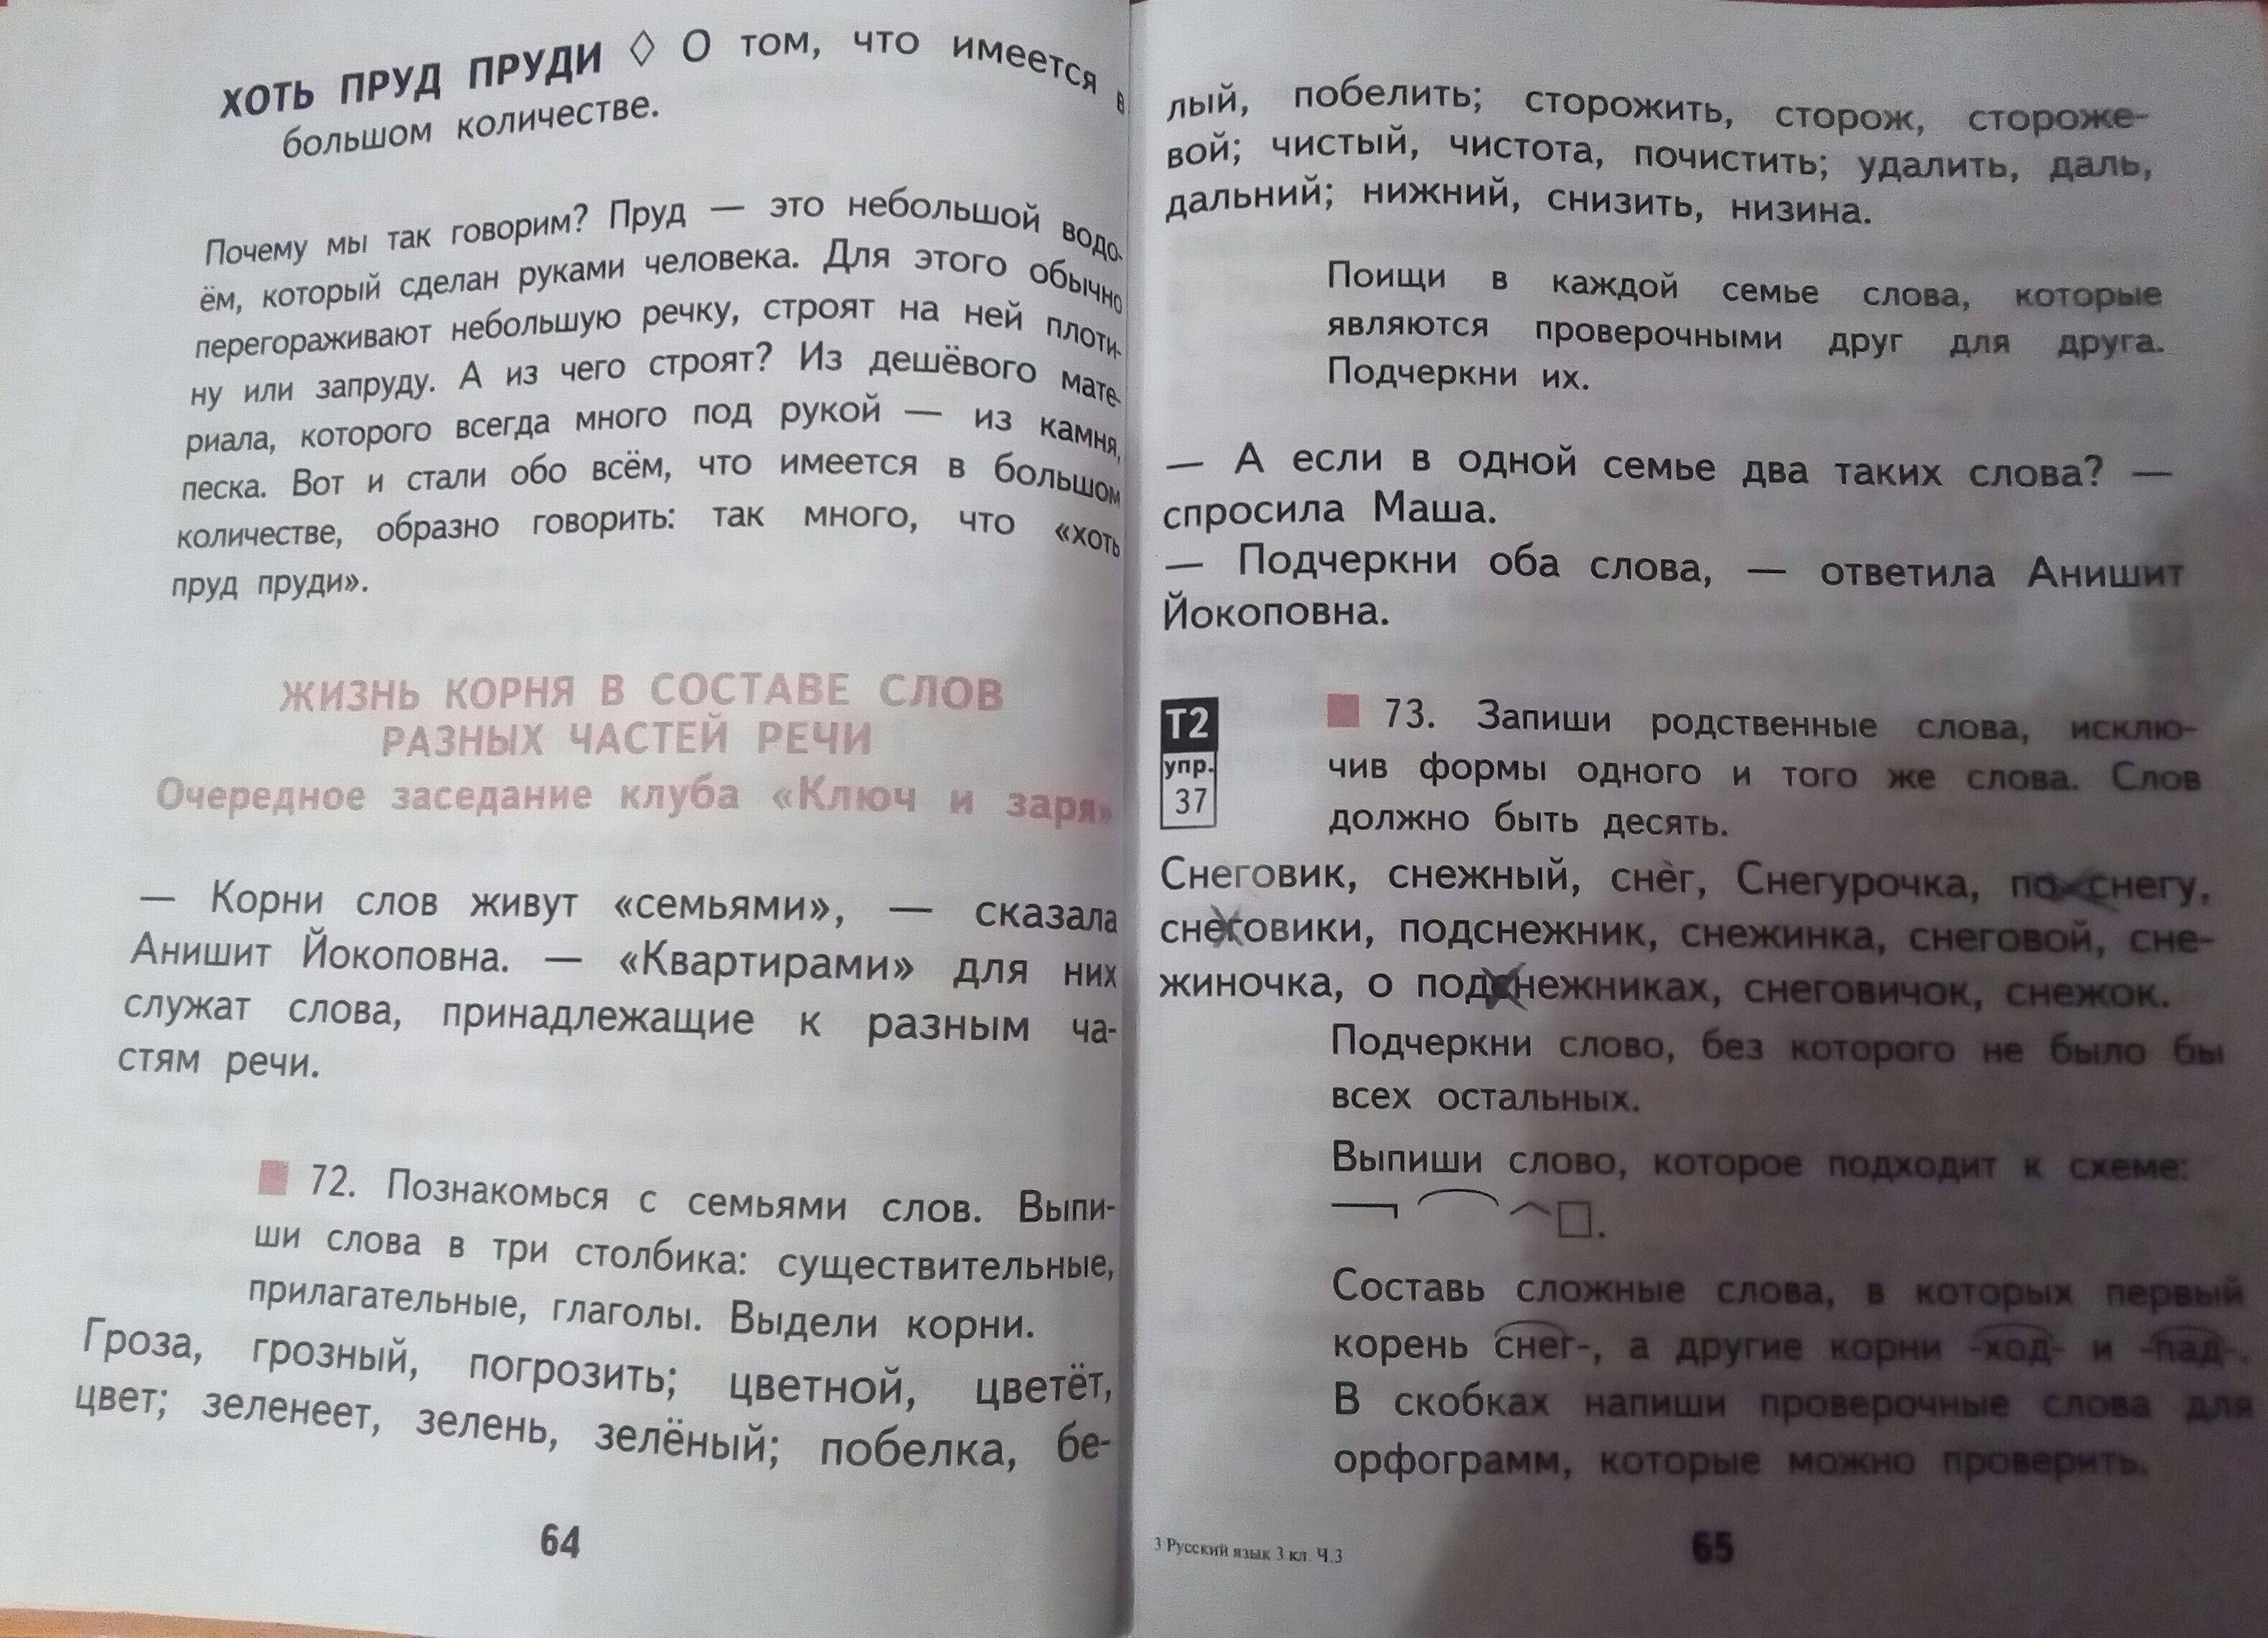 ХОТЬ ПРУД ПРУДИ ◊ О том, что имеется в
большом количестве.
Почему мы так говорим? Пруд — это небольшой водо-
ём, который сделан руками человека. Для этого обычно
перегораживают небольшую речку, строят на ней плоти-
ну или запруду. А из чего строят? Из дешёвого мате-
риала, которого всегда много под рукой — из камня,
песка. Вот и стали обо всём, что имеется в большом
количестве, образно говорить: так много, что «хоть
пруд пруди».
ЖИЗНЬ КОРНЯ В СОСТАВЕ СЛОВ
РАЗНЫХ ЧАСТЕЙ РЕЧИ
Очередное заседание клуба «Ключ и заря»
— Корни слов живут «семьями», — сказала
Анишит Йокоповна. — «Квартирами» для них
служат слова, принадлежащие к разным ча-
стям речи.
72. Познакомься с семьями слов. Выпи-
ши слова в три столбика: существительные,
прилагательные, глаголы. Выдели корни.
Гроза, грозный, погрозить; цветной, цветёт,
цвет; зеленеет, зелень, зелёный; побелка, бе-
64
лый, побелить; сторожить, сторож, стороже-
вой; чистый, чистота, почистить; удалить, даль,
дальний; нижний, снизить, низина.
Поищи в каждой семье слова, которые
являются проверочными друг для друга.
Подчеркни их.
— А если в одной семье два таких слова? —
спросила Маша.
— Подчеркни оба слова, — ответила Анишит
Йокоповна.
Т2
упр.
37
73. Запиши родственные слова, исклю-
чив формы одного и того же слова. Слов
должно быть десять.
Снеговик, снежный, снег, Снегурочка, по снегу,
снеговики, подснежник, снежинка, снеговой, сне-
жиночка, о подснежниках, снеговичок, снежок.
Подчеркни слово, без которого не было бы
всех остальных.
Выпиши слово, которое подходит к схеме:
Составь сложные слова, в которых первый
корень снег-, а другие корни -ход- и -пад-.
В скобках напиши проверочные слова для
орфограмм, которые можно проверить.
3 Русский язык 3 кл. Ч.3
65